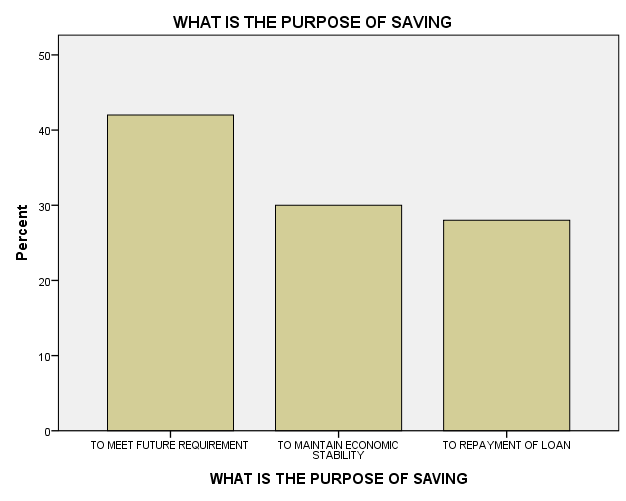 WHAT IS THE PURPOSE OF SAVING
50
40
30
20
10
0
Percent
TO MEET FUTURE REQUIREMENT
TO MAINTAIN ECONOMIC
STABILITY
TO REPAYMENT OF LOAN
WHAT IS THE PURPOSE OF SAVING